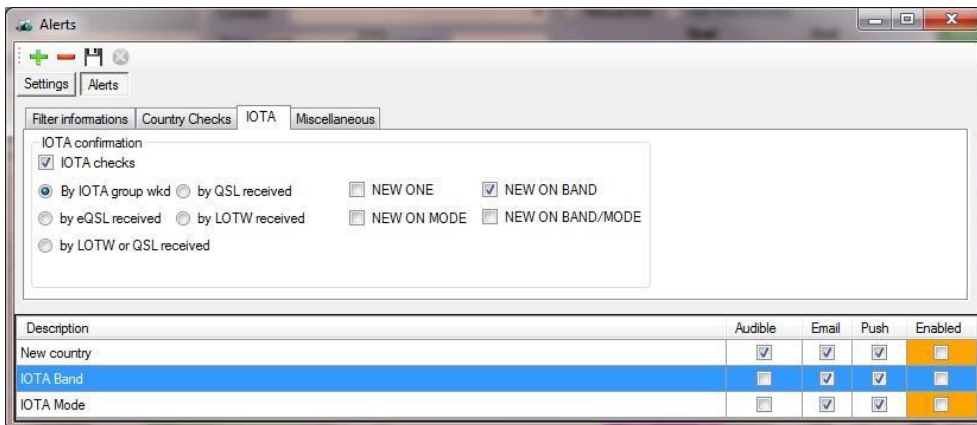 Alerts
Settings Alerts
Filter informations Country Checks IOTA Miscellaneous
IOTA confirmation
IOTA checks
By IOTA group wkd by QSL received NEW ONE NEW ON BAND
by eQSL received by LOTW received NEW ON MODE NEW ON BAND/MODE
by LOTW or QSL received
Description Audible Email Push Enabled
New country
IOTA Band
IOTA Mode